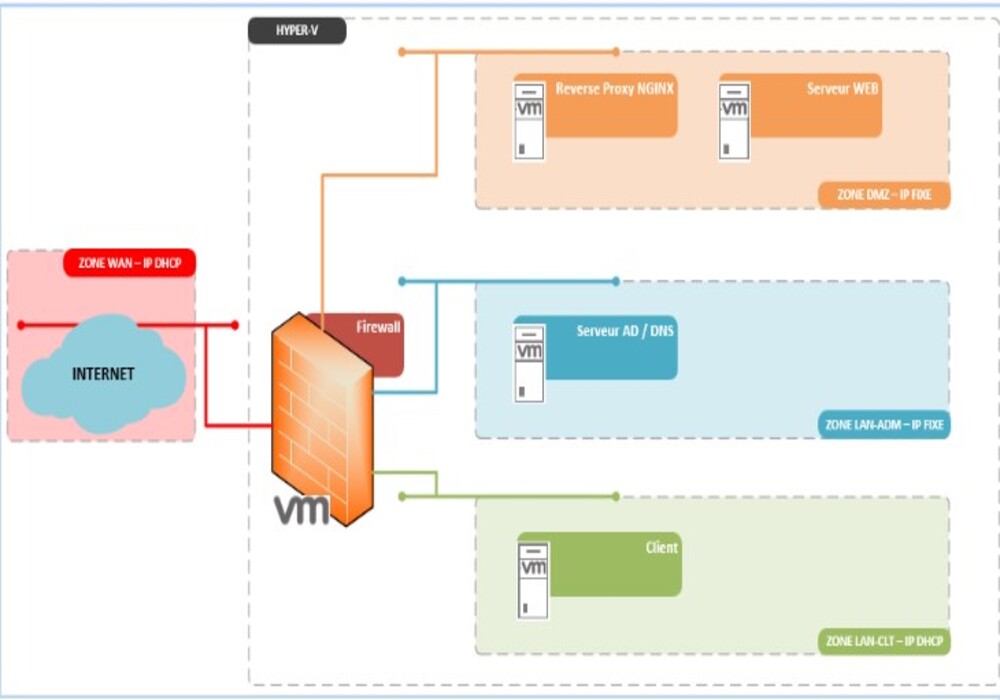 HYPER-V
Reverse Proxy NGINX
vm
Serveur WEB
vm
ZONE DMZ – IP FIXE
ZONE WAN – IP DHCP
INTERNET
Firewall
vm
Serveur AD / DNS
vm
ZONE LAN-ADM – IP FIXE
Client
vm
ZONE LAN-CLT – IP DHCP